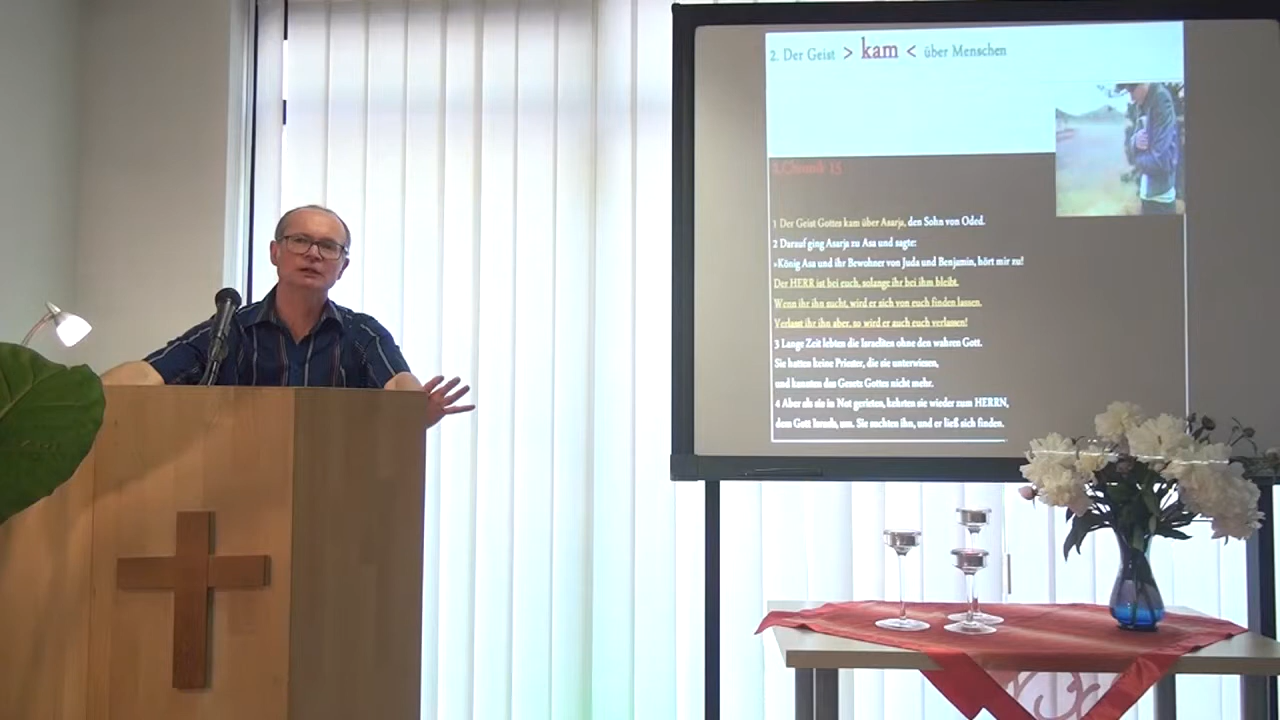 2. Der Geist > kam < über Menschen
2.Chronik 15
1 Der Geist Gottes kam über Asarja, den Sohn von Oded.
2 Darauf ging Asarja zu Asa und sagte:
»König Asa und ihr Bewohner von Juda und Benjamin, hört mir zu!
Der HERR ist bei euch, solange ihr bei ihm bleibt.
Wenn ihr ihn sucht, wird er sich von euch finden lassen.
Verlasst ihr ihn aber, so wird er auch euch verlassen!
3 Lange Zeit lebten die Israeliten ohne den wahren Gott.
Sie hatten keine Priester, die sie unterwiesen,
und kannten das Gesetz Gottes nicht mehr.
4 Aber als sie in Not gerieten, kehrten sie wieder zum HERRN,
dem Gott Israels, um. Sie suchten ihn, und er ließ sich finden.